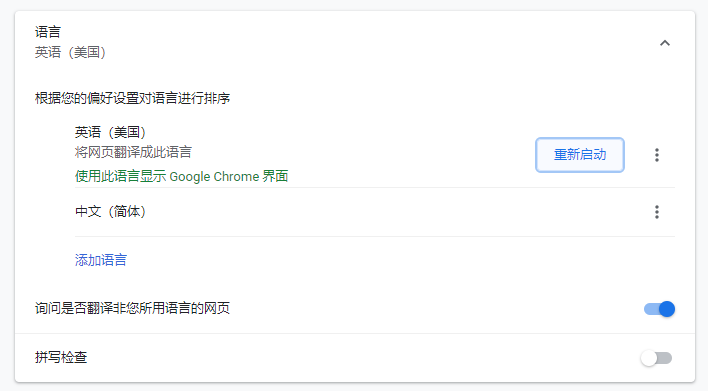 语言
英语（美国）
根据您的偏好设置对语言进行排序
英语（美国）
将网页翻译成此语言
使用此语言显示 Google Chrome 界面
重新启动
中文（简体）
添加语言
询问是否翻译非您所用语言的网页
拼写检查